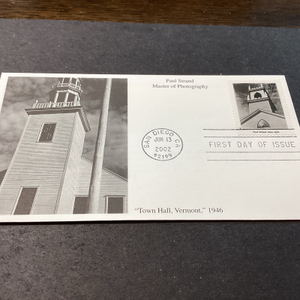 Paul Strand
Master of Photography
SAN DIEGO, CA
JUN 13
2002
92199
FIRST DAY OF ISSUE
"Town Hall, Vermont," 1946